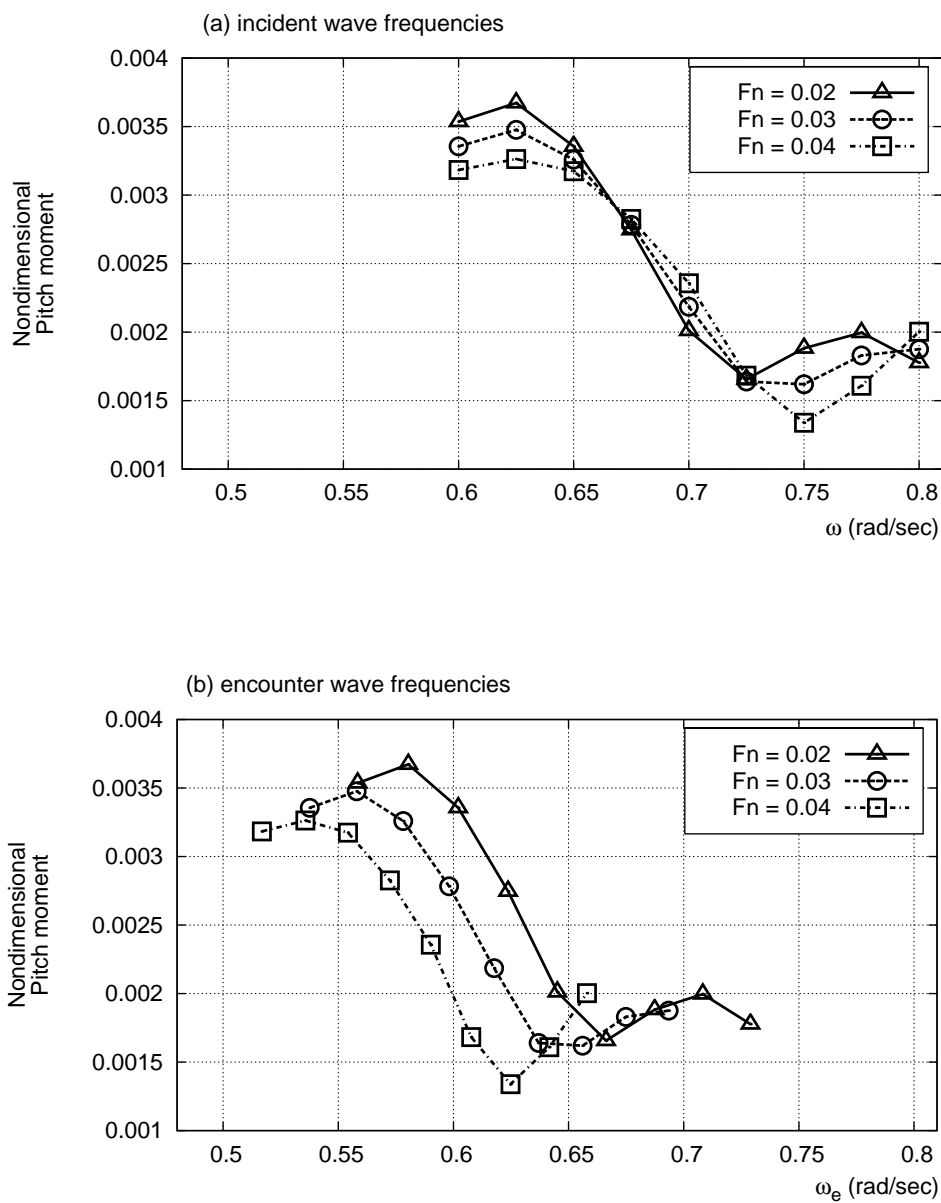 (a) incident wave frequencies
0.004
0.0035
0.003
0.0025
0.002
0.0015
0.001
Nondimensional
Pitch moment
Fn = 0.02
Fn = 0.03
Fn = 0.04
0.5 0.55 0.6 0.65 0.7 0.75 0.8
ω (rad/sec)
(b) encounter wave frequencies
0.004
0.0035
0.003
0.0025
0.002
0.0015
0.001
Nondimensional
Pitch moment
Fn = 0.02
Fn = 0.03
Fn = 0.04
0.5 0.55 0.6 0.65 0.7 0.75 0.8
ωe (rad/sec)